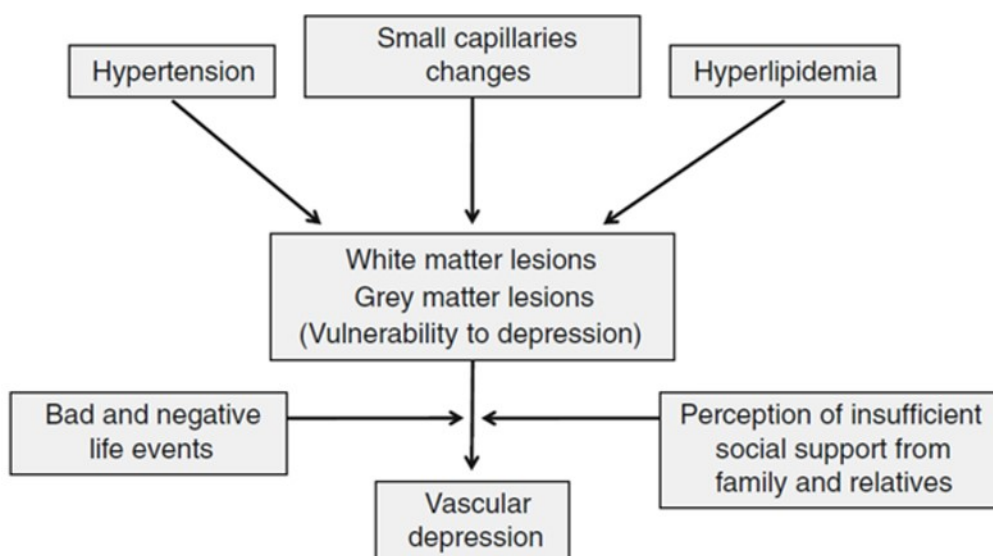 Hypertension
Small capillaries
changes
Hyperlipidemia
White matter lesions
Grey matter lesions
(Vulnerability to depression)
Bad and negative
life events
Perception of insufficient
social support from
family and relatives
Vascular
depression